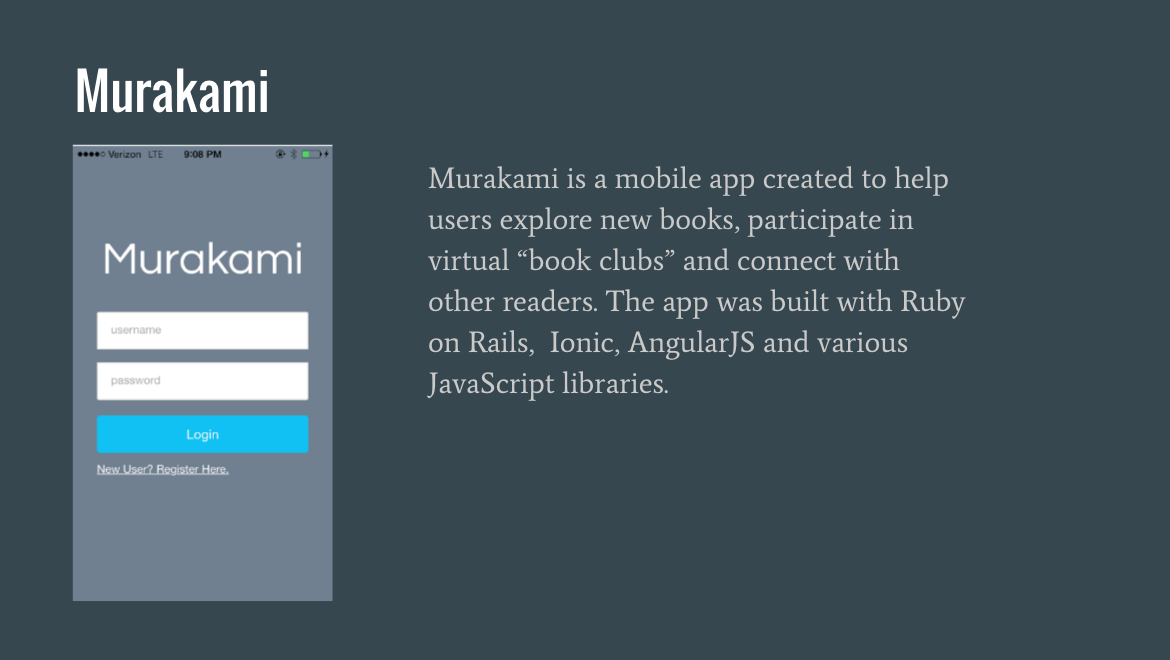 Murakami
Verizon LTE 9:08 PM
Murakami
username
password
Login
New User? Register Here.
Murakami is a mobile app created to help
users explore new books, participate in
virtual “book clubs” and connect with
other readers. The app was built with Ruby
on Rails,  Ionic, AngularJS and various
JavaScript libraries.